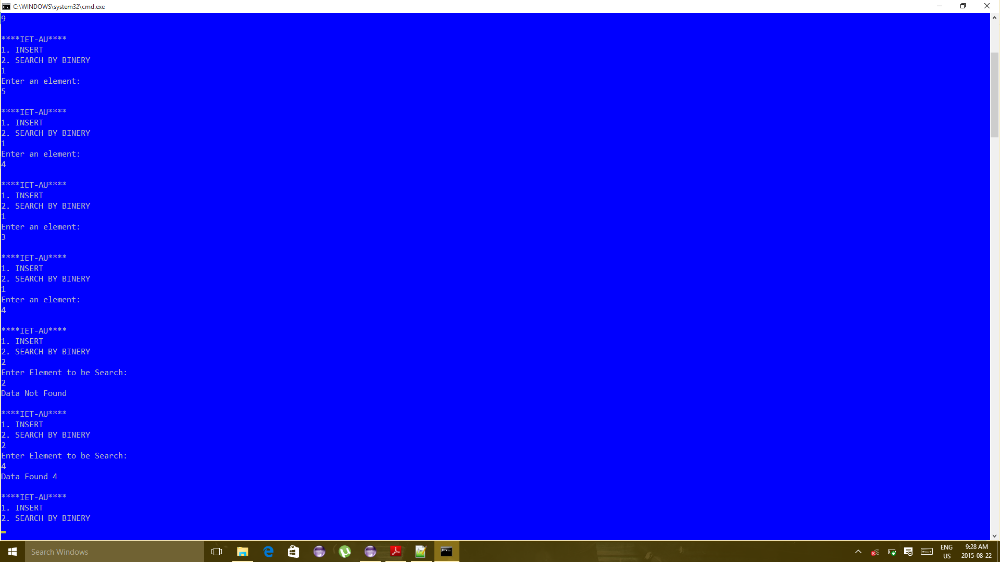 C:\WINDOWS\system32\cmd.exe
9
****IET-AU****
1. INSERT
2. SEARCH BY BINERY
1
Enter an element:
5
****IET-AU****
1. INSERT
2. SEARCH BY BINERY
1
Enter an element:
4
****IET-AU****
1. INSERT
2. SEARCH BY BINERY
1
Enter an element:
3
****IET-AU****
1. INSERT
2. SEARCH BY BINERY
1
Enter an element:
4
****IET-AU****
1. INSERT
2. SEARCH BY BINERY
2
Enter Element to be Search:
2
Data Not Found
****IET-AU****
1. INSERT
2. SEARCH BY BINERY
2
Enter Element to be Search:
4
Data Found 4
****IET-AU****
1. INSERT
2. SEARCH BY BINERY
Search Windows
ENG
US
9:28 AM
2015-08-22